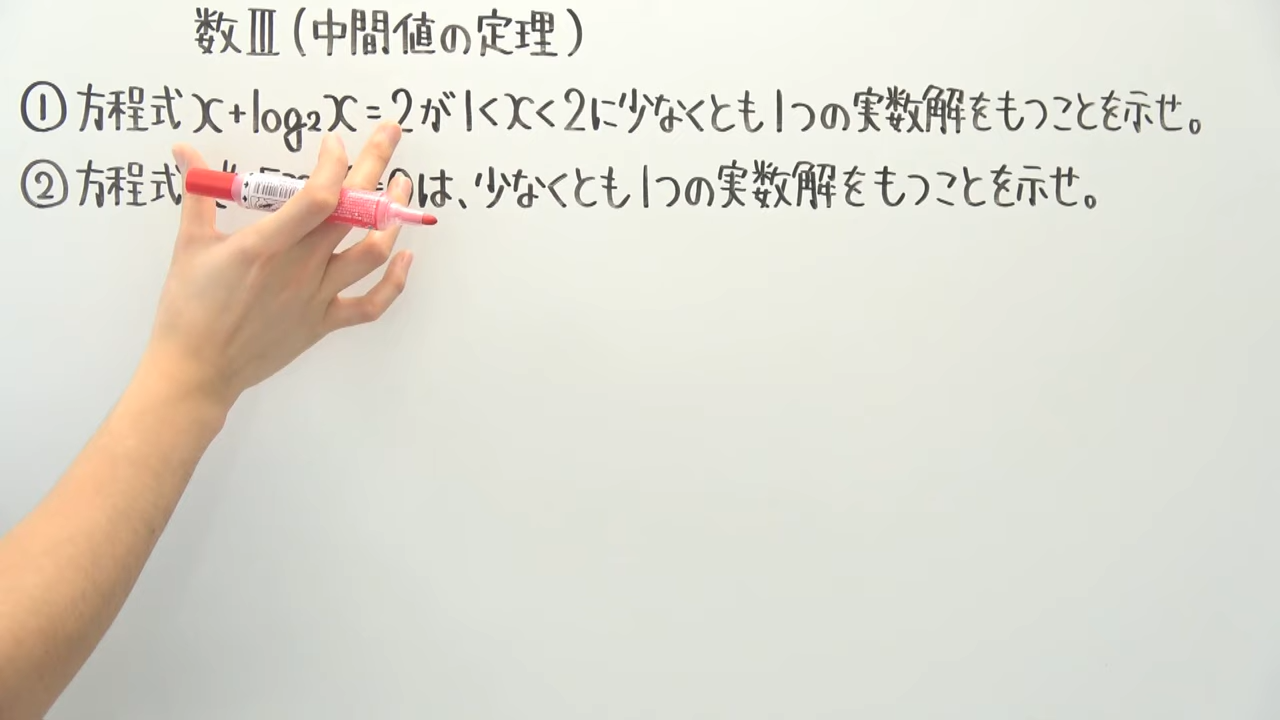 数Ⅲ(中間値の定理)
①方程式x+log₂x=2が1<x<2に少なくとも1つの実数解をもつことを示せ。
②方程式 は、少なくとも1つの実数解をもつことを示せ。